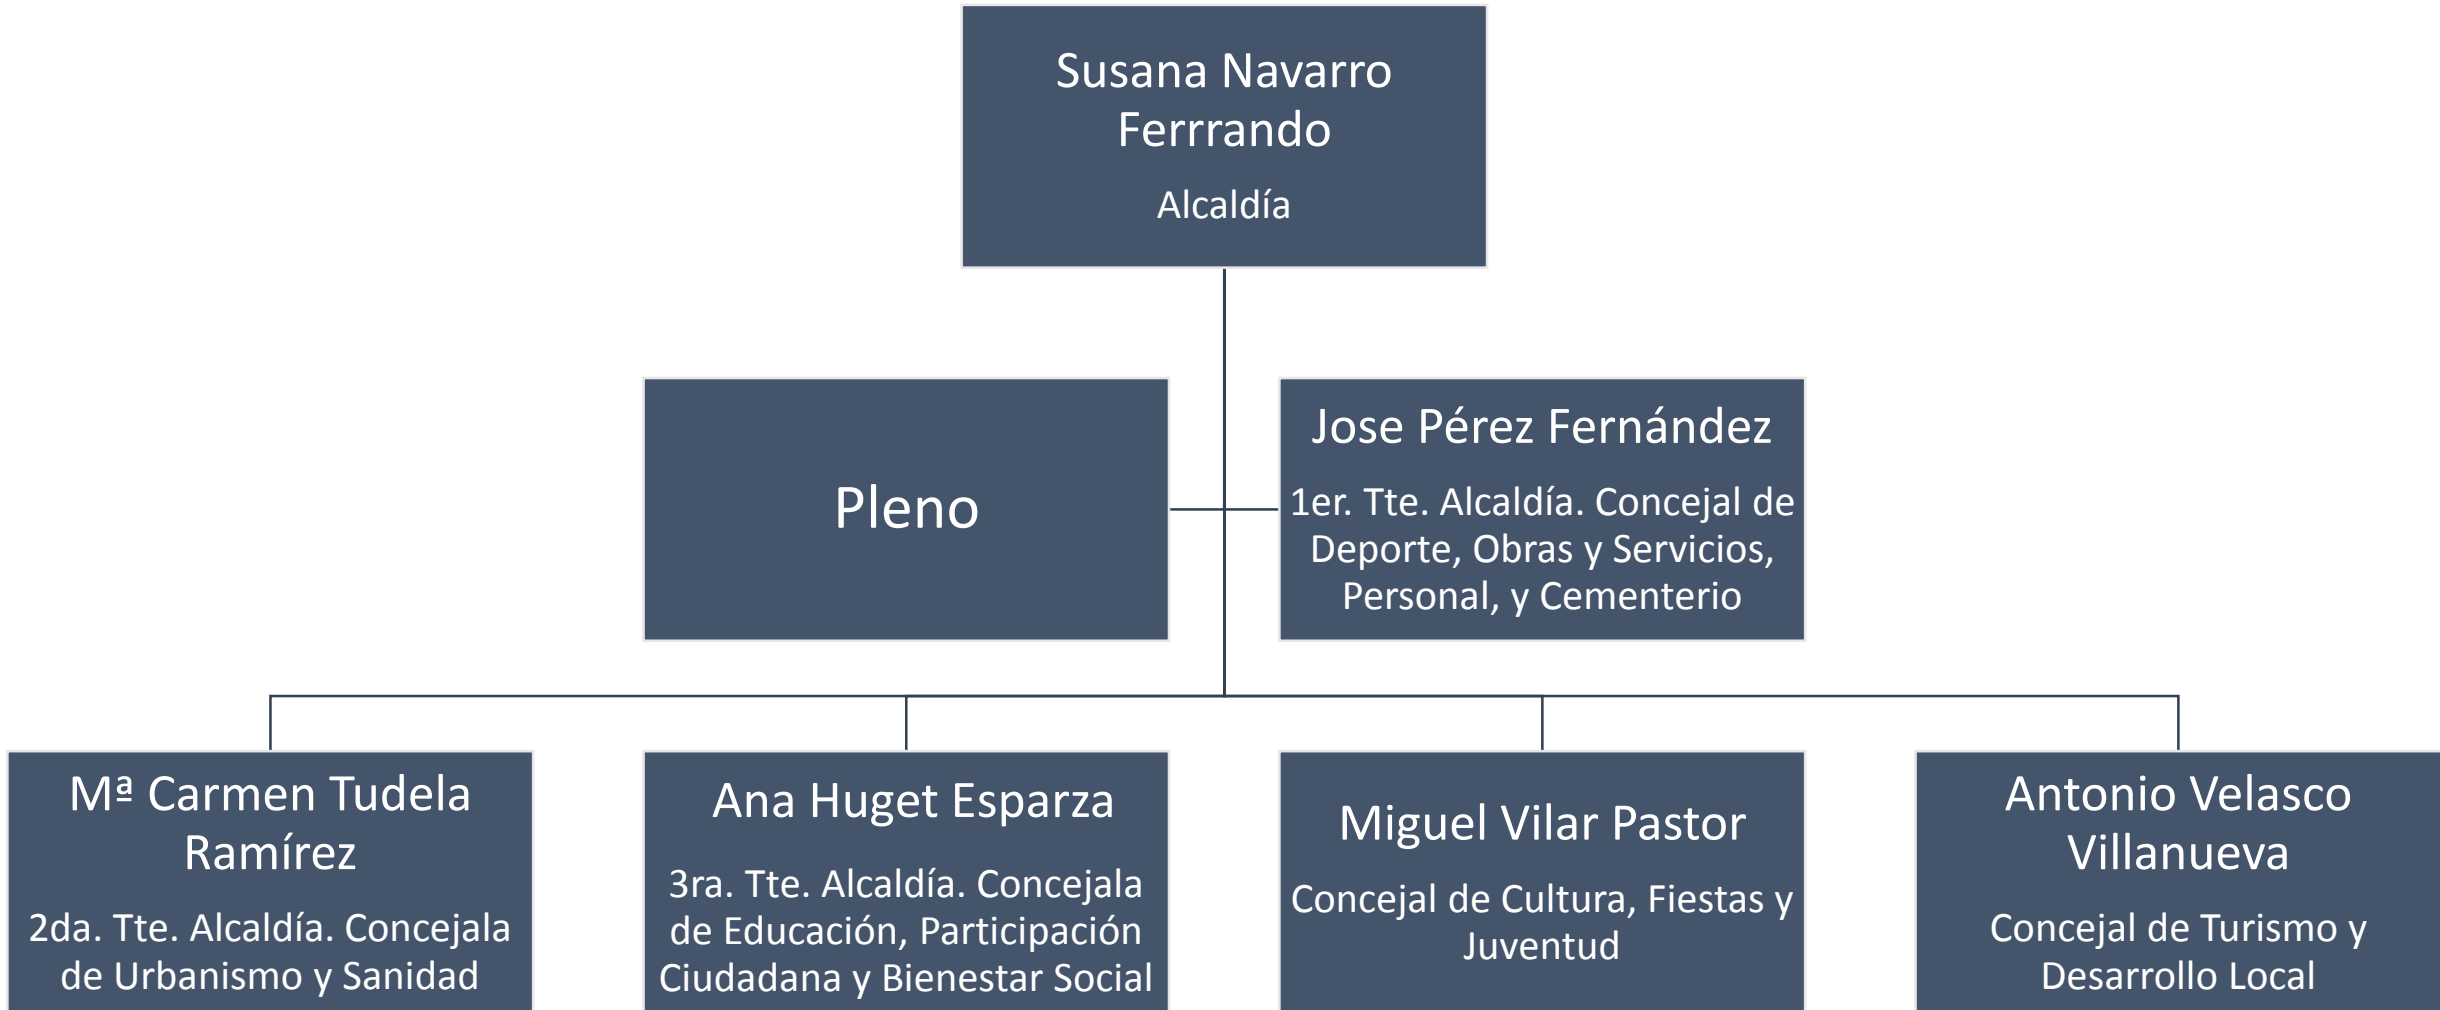 Susana Navarro
Ferrrando
Alcaldía
Pleno
Jose Pérez Fernández
1er. Tte. Alcaldía. Concejal de
Deporte, Obras y Servicios,
Personal, y Cementerio
Mª Carmen Tudela
Ramírez
2da. Tte. Alcaldía. Concejala
de Urbanismo y Sanidad
Ana Huget Esparza
3ra. Tte. Alcaldía. Concejala
de Educación, Participación
Ciudadana y Bienestar Social
Miguel Vilar Pastor
Concejal de Cultura, Fiestas y
Juventud
Antonio Velasco
Villanueva
Concejal de Turismo y
Desarrollo Local